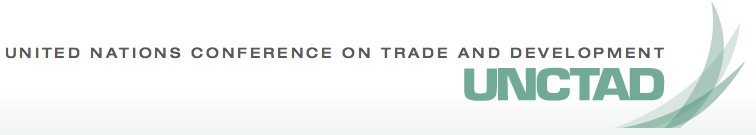 UNITED NATIONS CONFERENCE ON TRADE AND DEVELOPMENT
UNCTAD